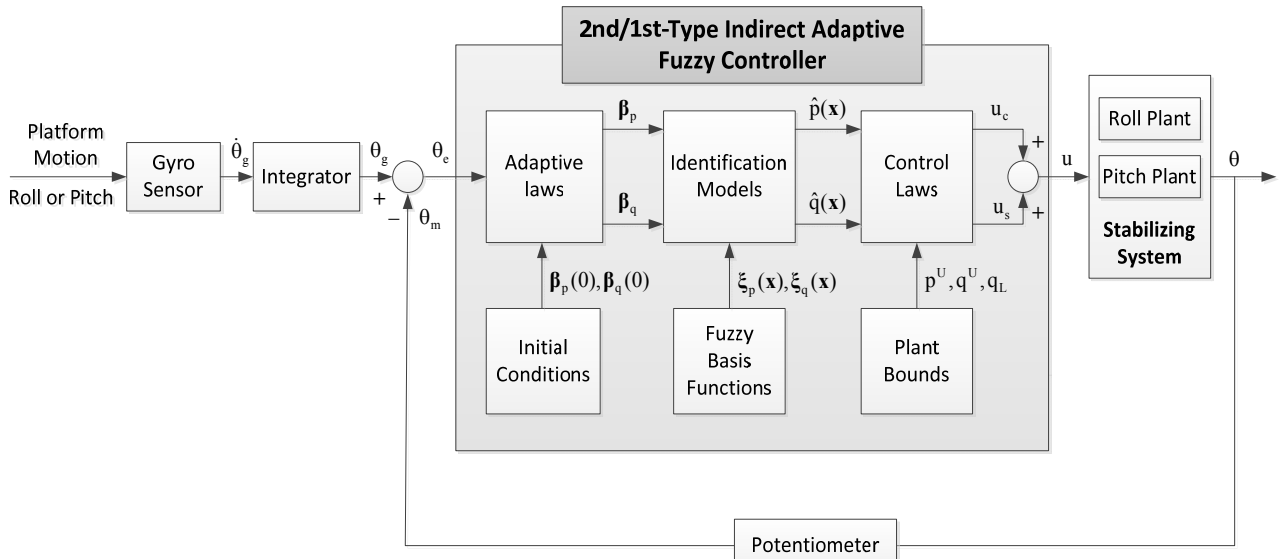 2nd/1st-Type Indirect Adaptive
Fuzzy Controller
Platform
Motion
Roll or Pitch
Gyro
Sensor
θ̇g
Integrator
θg
+
−
θm
θe
Adaptive
laws
βp
βq
Identification
Models
p̂(x)
q̂(x)
Control
Laws
uc
us
+
+
u
Roll Plant
Pitch Plant
Stabilizing
System
θ
βp(0),βq(0)
ξp(x),ξq(x)
pᵁ,qᵁ,qL
Initial
Conditions
Fuzzy
Basis
Functions
Plant
Bounds
Potentiometer